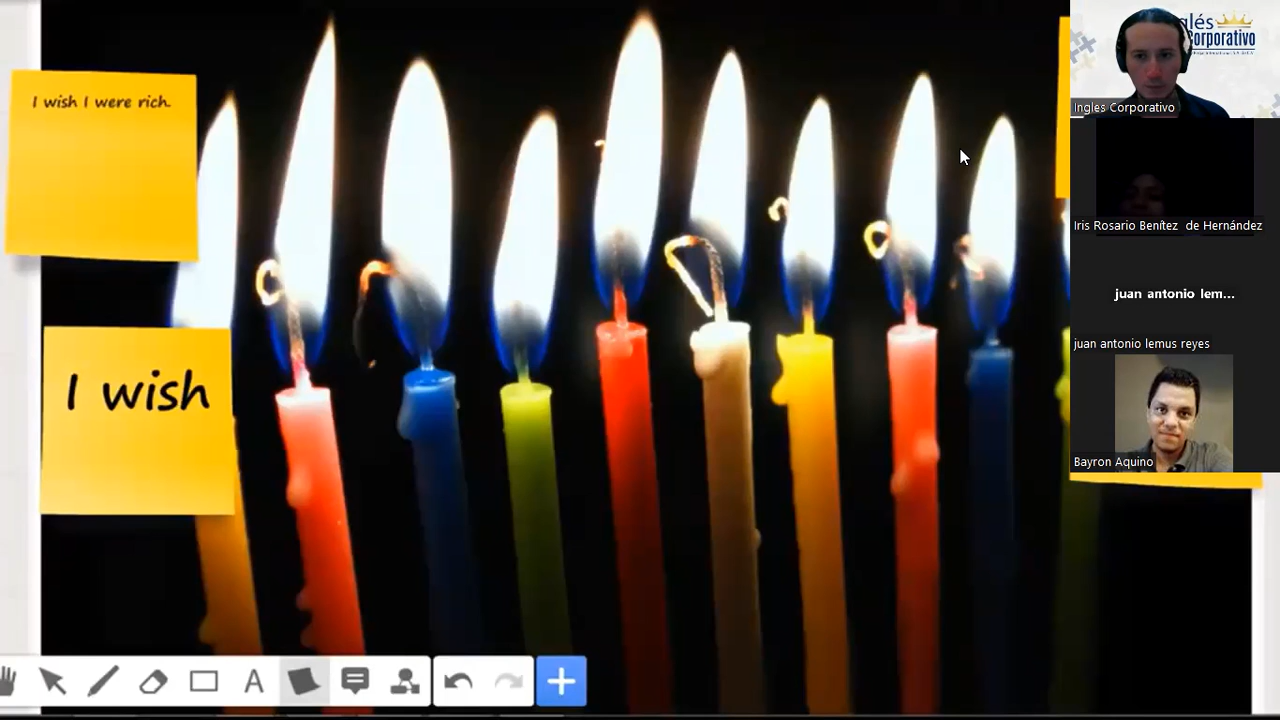 I wish I were rich.
I wish
A
glés
Corporativo
Ingles Corporativo
Iris Rosario Benítez de Hernández
juan antonio lem...
juan antonio lemus reyes
Bayron Aquino